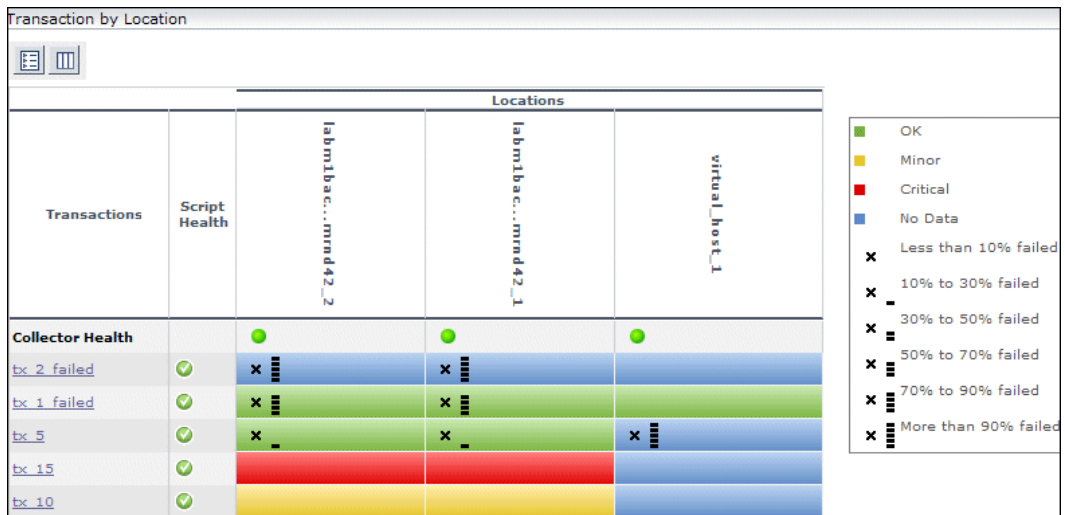 Transaction by Location
Locations
Transactions
Script
Health
labm1bac...mrnd42_2
labm1bac...mrnd42_1
virtual_host_1
Collector Health
tx_2_failed
tx_1_failed
tx_5
tx_15
tx_10
OK
Minor
Critical
No Data
Less than 10% failed
10% to 30% failed
30% to 50% failed
50% to 70% failed
70% to 90% failed
More than 90% failed